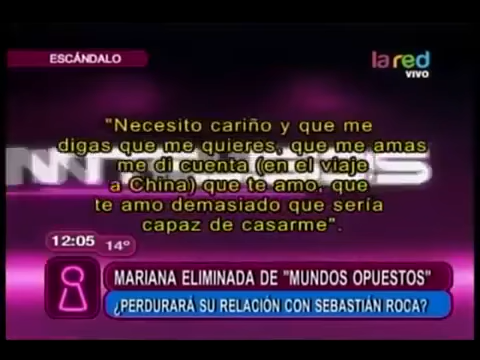 ESCÁNDALO
la red
VIVO
"Necesito cariño y que me
digas que me quieres, que me amas
me di cuenta (en el viaje
a China) que te amo, que
te amo demasiado que sería
capaz de casarme".
12:05 14º
MARIANA ELIMINADA DE "MUNDOS OPUESTOS"
¿PERDURARÁ SU RELACIÓN CON SEBASTIÁN ROCA?